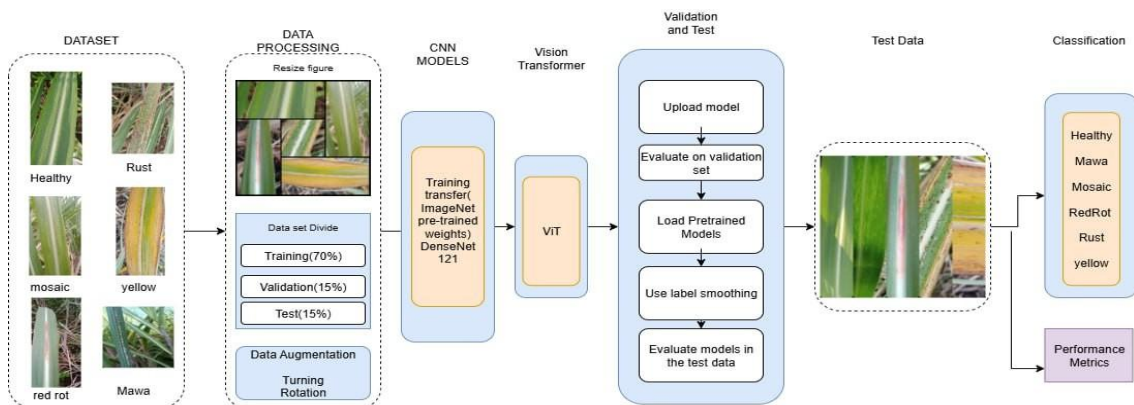 DATASET
Healthy
Rust
mosaic
yellow
red rot
Mawa
DATA
PROCESSING
Resize figure
Data set Divide
Training(70%)
Validation(15%)
Test(15%)
Data Augmentation
Turning
Rotation
CNN
MODELS
Training
transfer(
ImageNet
pre-trained
weights)
DenseNet
121
Vision
Transformer
ViT
Validation
and Test
Upload model
Evaluate on validation
set
Load Pretrained
Models
Use label smoothing
Evaluate models in
the test data
Test Data
Classification
Healthy
Mawa
Mosaic
RedRot
Rust
yellow
Performance
Metrics